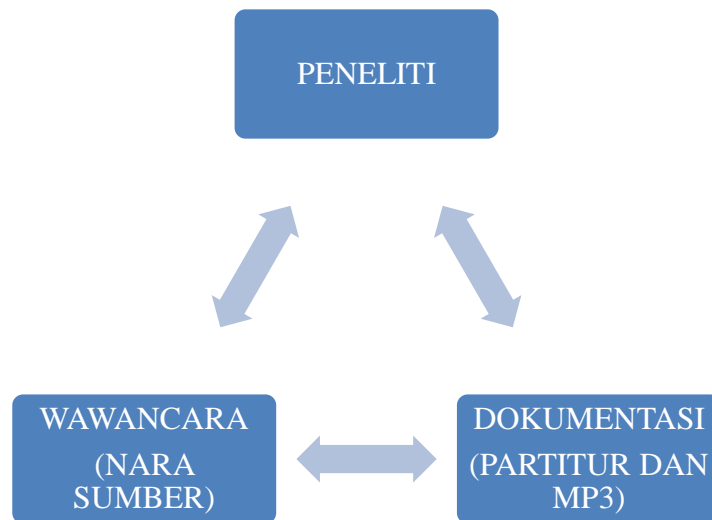 PENELITI
WAWANCARA
(NARA
SUMBER)
DOKUMENTASI
(PARTITUR DAN
MP3)